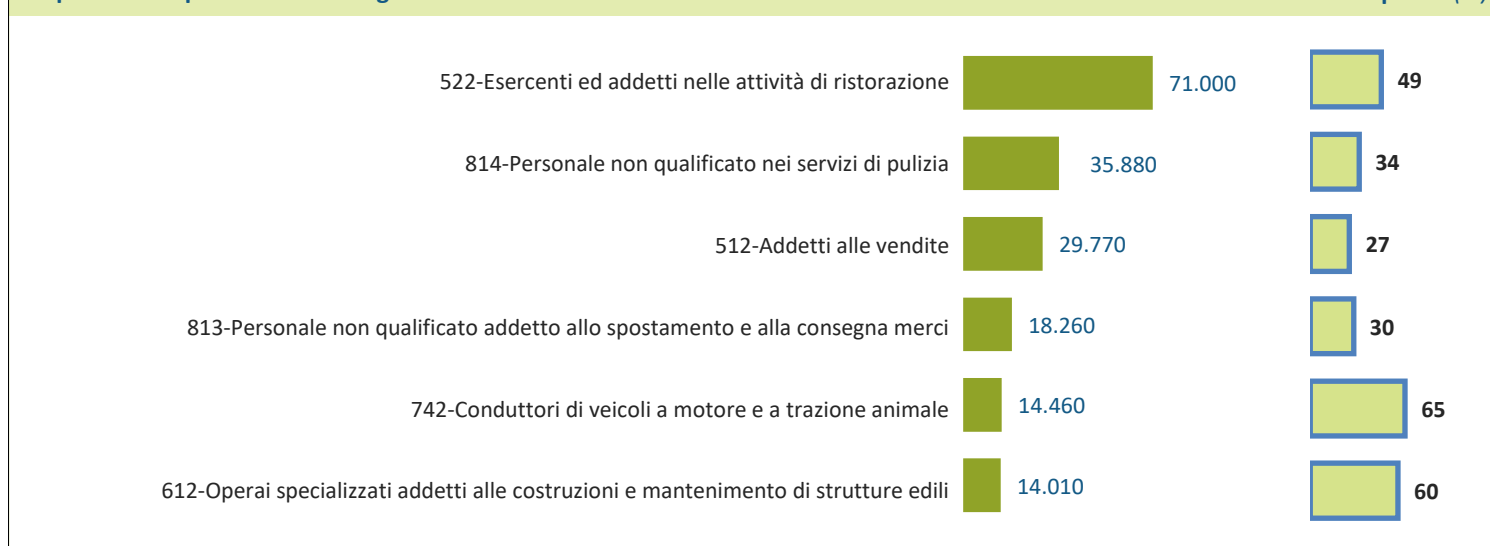 522-Esercenti ed addetti nelle attività di ristorazione 71.000 49
814-Personale non qualificato nei servizi di pulizia 35.880 34
512-Addetti alle vendite 29.770 27
813-Personale non qualificato addetto allo spostamento e alla consegna merci 18.260 30
742-Conduttori di veicoli a motore e a trazione animale 14.460 65
612-Operai specializzati addetti alle costruzioni e mantenimento di strutture edili 14.010 60